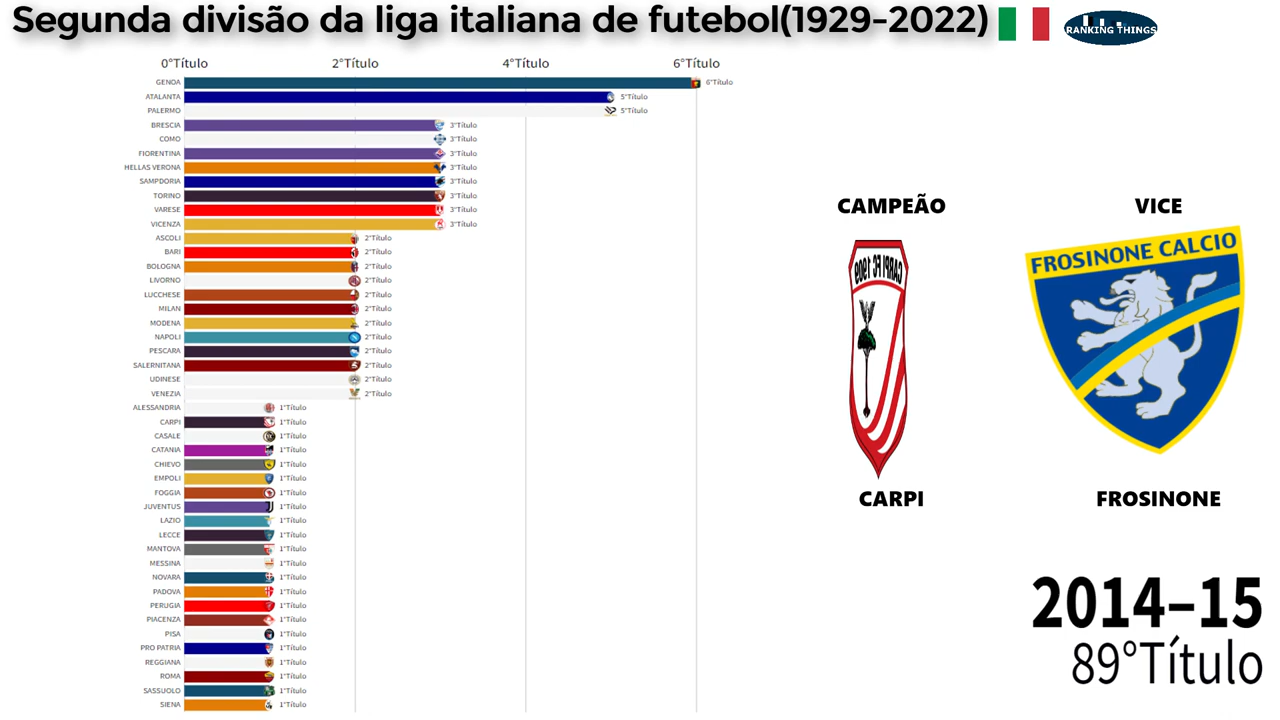 Segunda divisão da liga italiana de futebol(1929-2022)
RANKING THINGS
0°Título 2°Título 4°Título 6°Título
GENOA 6°Título
ATALANTA 5°Título
PALERMO 5°Título
BRESCIA 3°Título
COMO 3°Título
FIORENTINA 3°Título
HELLAS VERONA 3°Título
SAMPDORIA 3°Título
TORINO 3°Título
VARESE 3°Título
VICENZA 3°Título
ASCOLI 2°Título
BARI 2°Título
BOLOGNA 2°Título
LIVORNO 2°Título
LUCCHESE 2°Título
MILAN 2°Título
MODENA 2°Título
NAPOLI 2°Título
PESCARA 2°Título
SALERNITANA 2°Título
UDINESE 2°Título
VENEZIA 2°Título
ALESSANDRIA 1°Título
CARPI 1°Título
CASALE 1°Título
CATANIA 1°Título
CHIEVO 1°Título
EMPOLI 1°Título
FOGGIA 1°Título
JUVENTUS 1°Título
LAZIO 1°Título
LECCE 1°Título
MANTOVA 1°Título
MESSINA 1°Título
NOVARA 1°Título
PADOVA 1°Título
PERUGIA 1°Título
PIACENZA 1°Título
PISA 1°Título
PRO PATRIA 1°Título
REGGIANA 1°Título
ROMA 1°Título
SASSUOLO 1°Título
SIENA 1°Título
CAMPEÃO
CARPI FC 1909
CARPI
VICE
FROSINONE CALCIO
FROSINONE
2014-15
89°Título